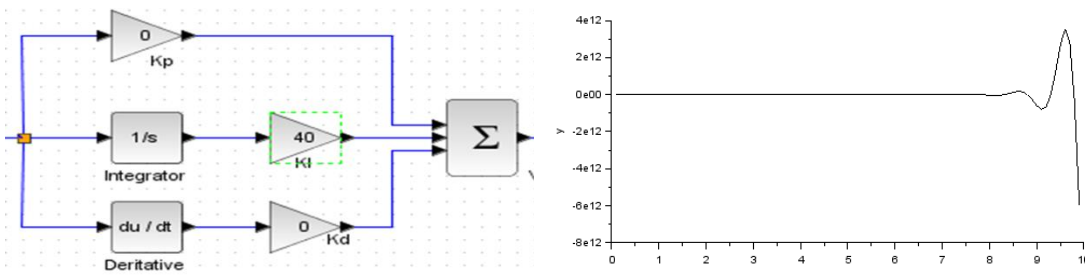 0
Kp
1/s
Integrator
40
KI
Σ
du / dt
Deritative
0
Kd
y
4e12
2e12
0e00
-2e12
-4e12
-6e12
-8e12
0 1 2 3 4 5 6 7 8 9 10